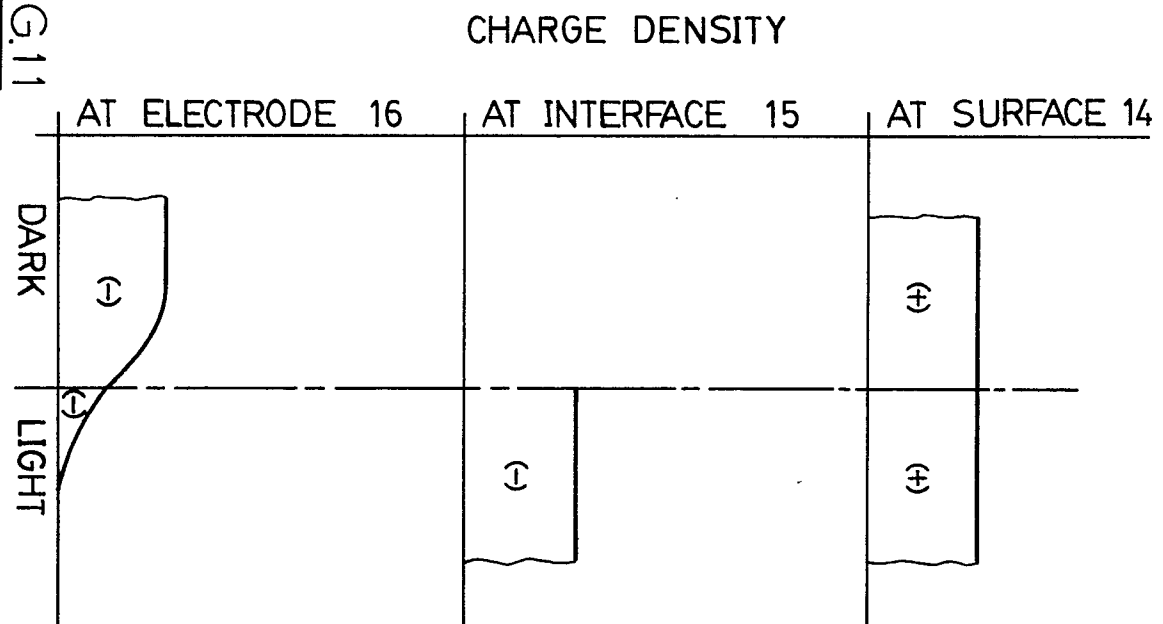 CHARGE DENSITY
G.11
AT ELECTRODE 16
AT INTERFACE 15
AT SURFACE 14
DARK
(−)
(+)
(−)
LIGHT
(−)
(+)